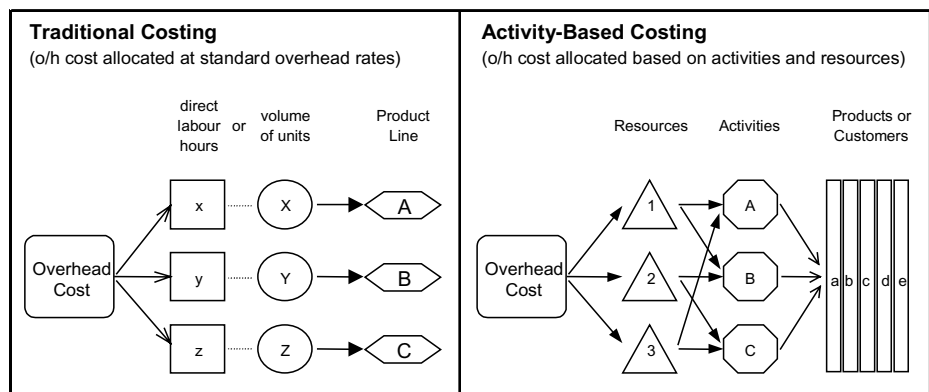 Traditional Costing
(o/h cost allocated at standard overhead rates)
direct
labour
hours
or
volume
of units
Product
Line
Overhead
Cost
x
X
A
y
Y
B
z
Z
C
Activity-Based Costing
(o/h cost allocated based on activities and resources)
Resources
Activities
Products or
Customers
Overhead
Cost
1
A
2
B
3
C
a b c d e